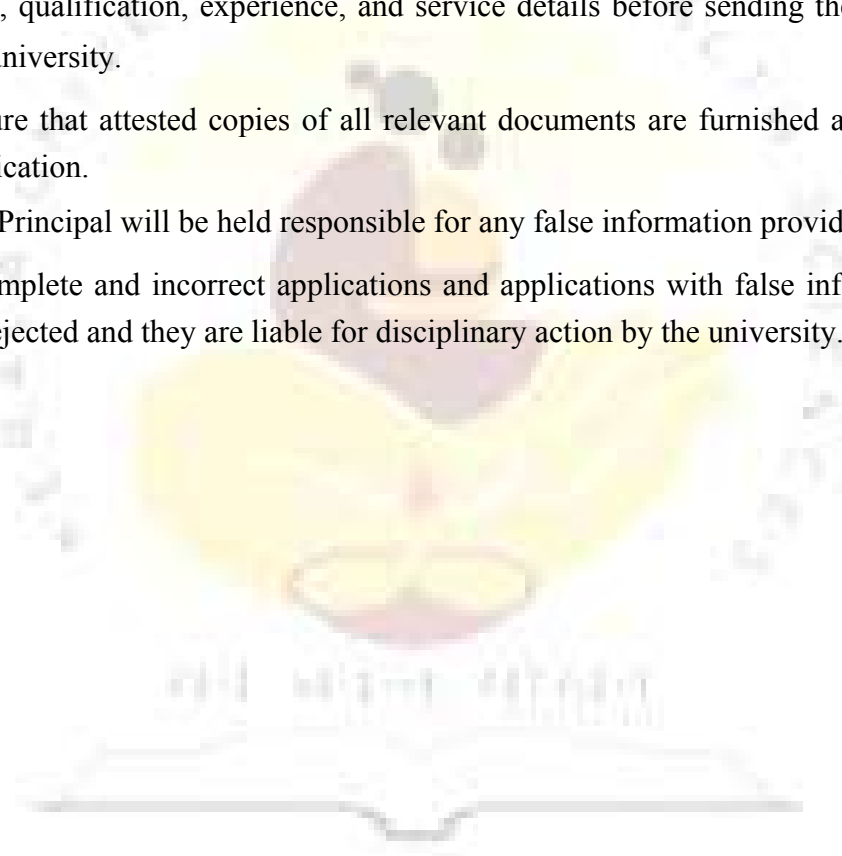 , qualification, experience, and service details before sending the
university.
ure that attested copies of all relevant documents are furnished a
ication.
Principal will be held responsible for any false information provid
mplete and incorrect applications and applications with false inf
ejected and they are liable for disciplinary action by the university.